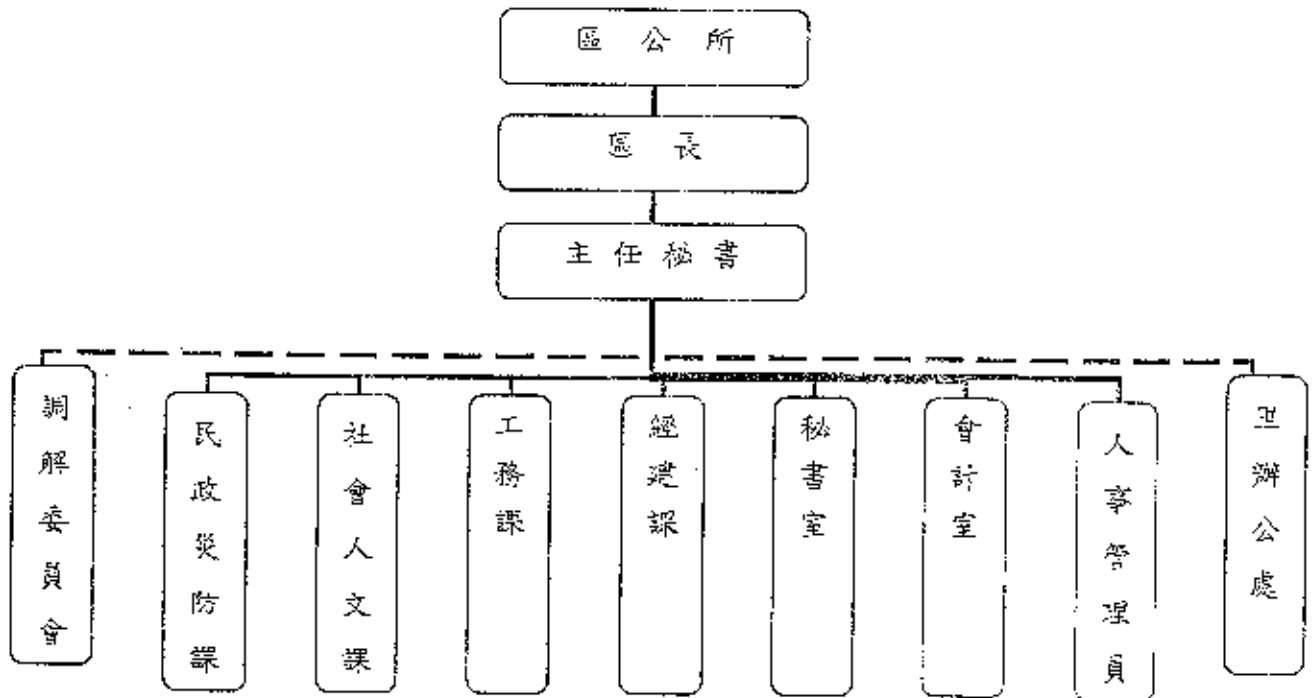 區公所
區長
主任秘書
調解委員會
民政災防課
社會人文課
工務課
經建課
秘書室
會計室
人事管理員
里辦公處